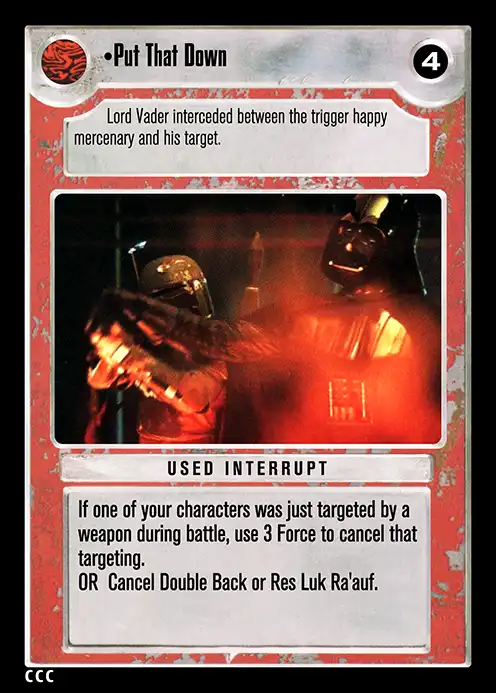 •Put That Down
4
Lord Vader interceded between the trigger happy
mercenary and his target.
USED INTERRUPT
If one of your characters was just targeted by a
weapon during battle, use 3 Force to cancel that
targeting.
OR Cancel Double Back or Res Luk Ra'auf.
CCC